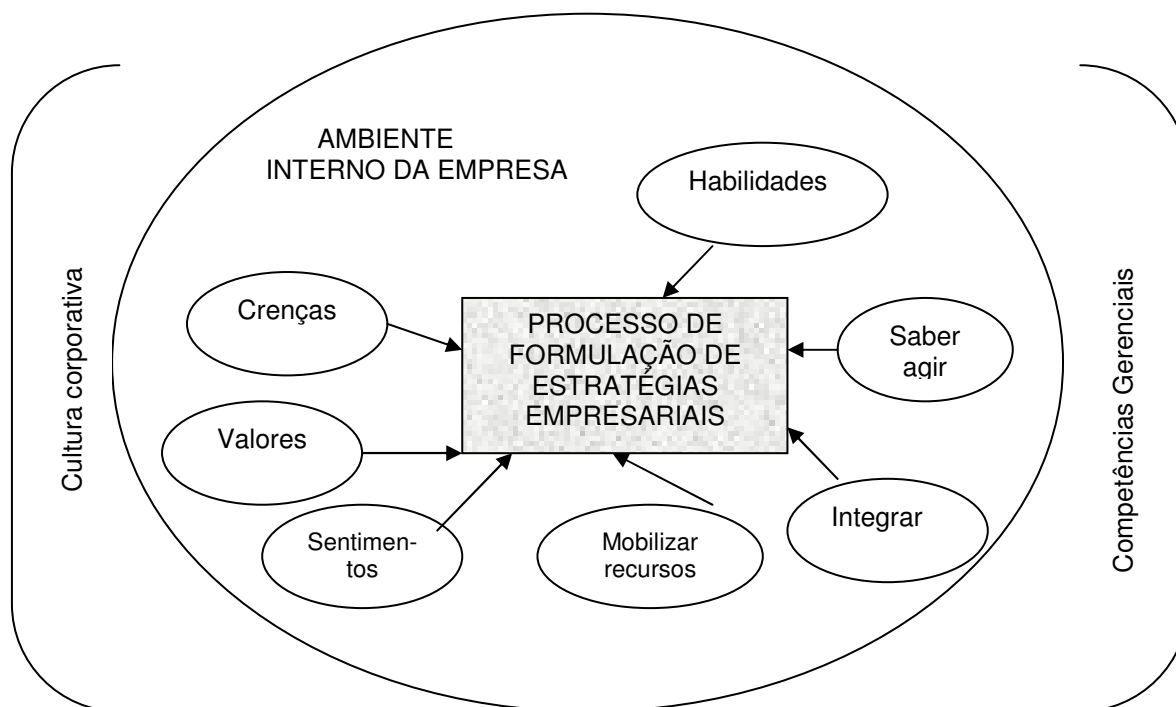 AMBIENTE
INTERNO DA EMPRESA
Habilidades
Crenças
PROCESSO DE
FORMULAÇÃO DE
ESTRATÉGIAS
EMPRESARIAIS
Saber
agir
Valores
Integrar
Sentimen-
tos
Mobilizar
recursos
Cultura corporativa
Competências Gerenciais